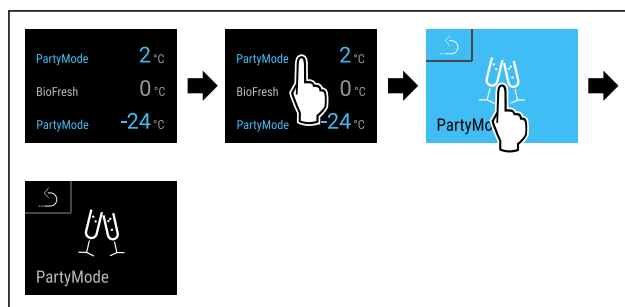 PartyMode 2 °C
BioFresh 0 °C
PartyMode -24 °C
PartyMode 2 °C
BioFresh 0 °C
PartyMode -24 °C
PartyMo
PartyMode